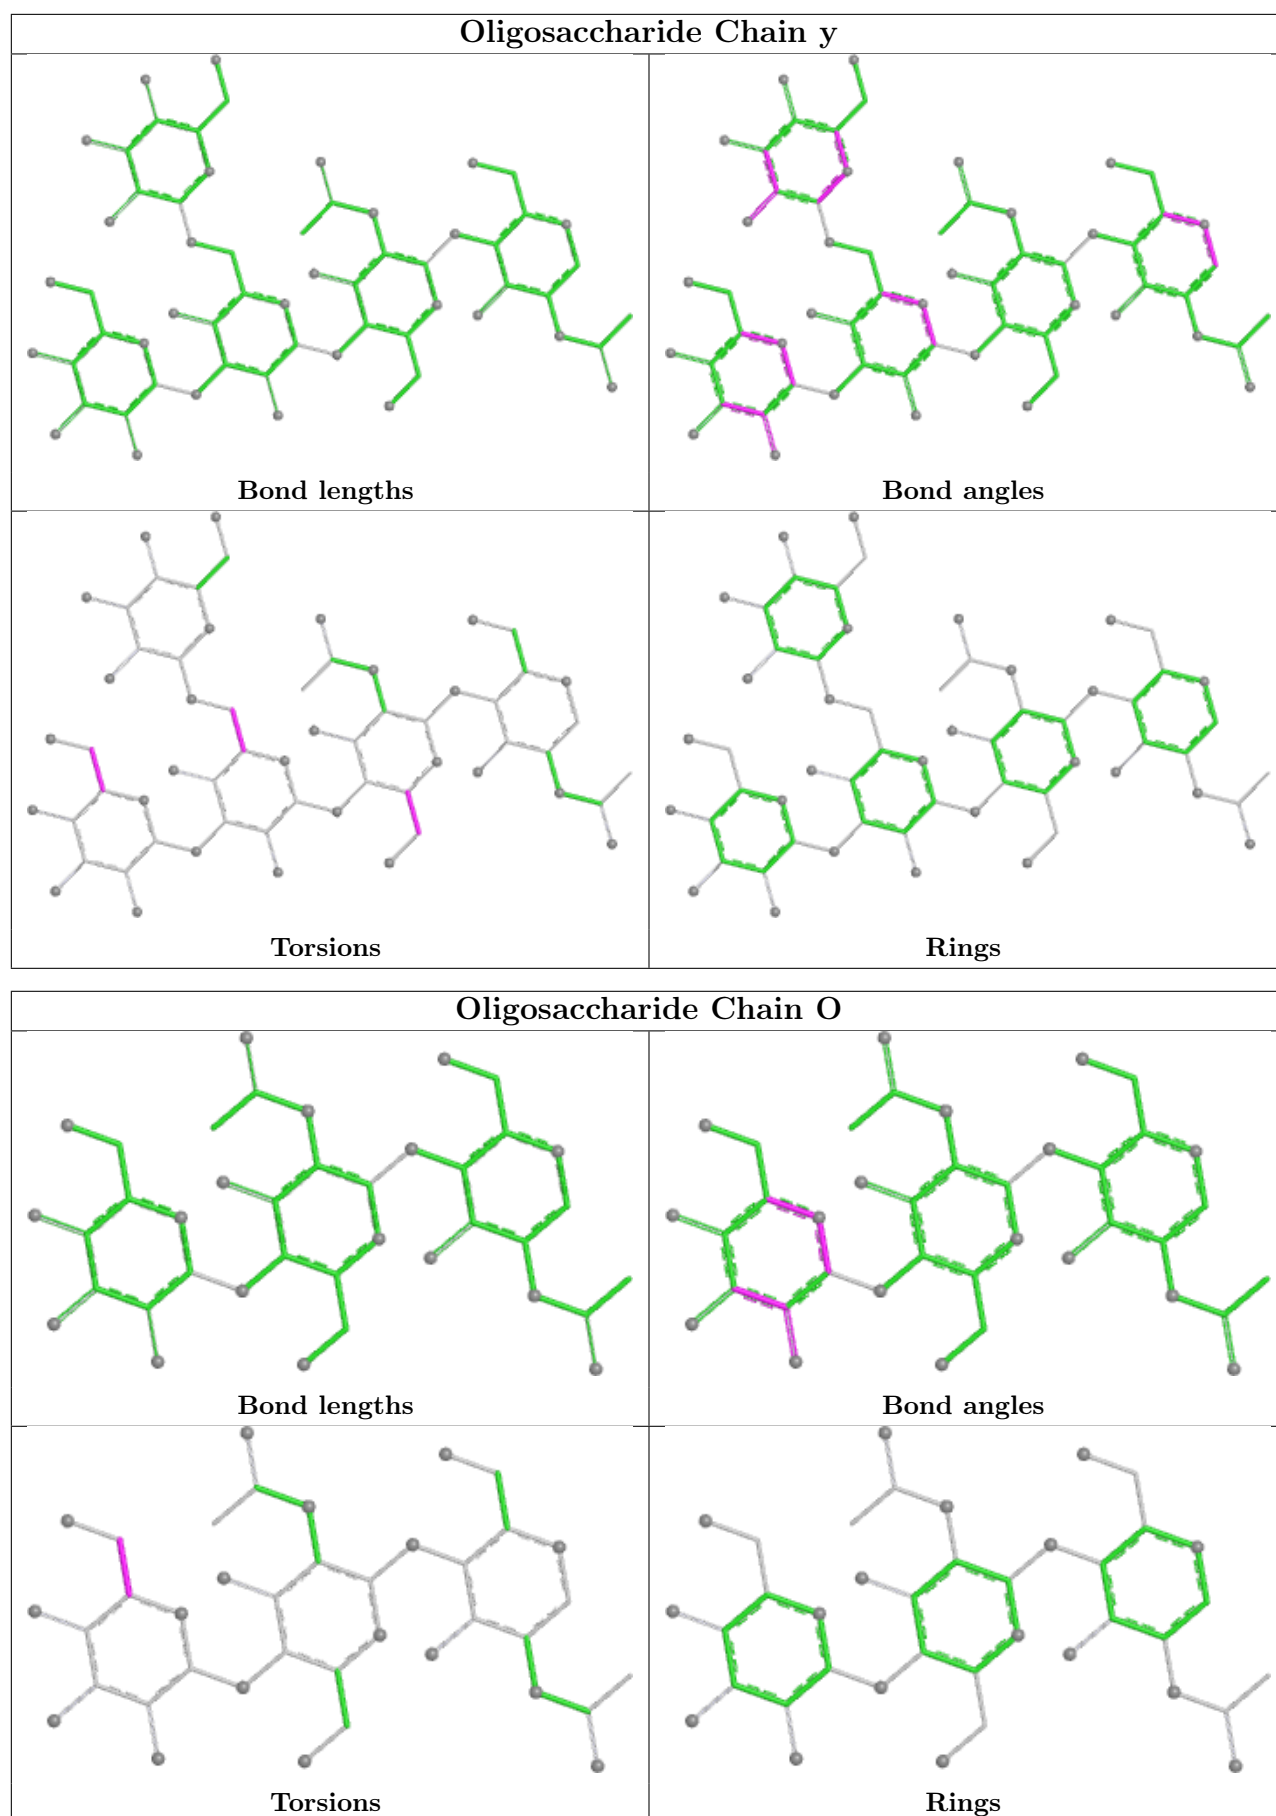 Oligosaccharide Chain y
Bond lengths
Bond angles
Torsions
Rings
Oligosaccharide Chain O
Bond lengths
Bond angles
Torsions
Rings